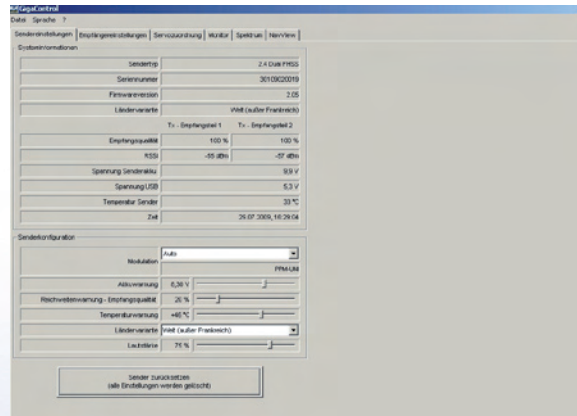 GigaControl
Datei Sprache ?
Sendereinstellungen Empfängereinstellungen Servozuordnung Monitor Spektrum NavView
Systeminformationen
Sendertyp 2.4 Dual FHSS
Seriennummer 30109020019
Firmwareversion 2.05
Ländervariante Welt (außer Frankreich)
Tx - Empfangsteil 1 Tx - Empfangsteil 2
Empfangsqualität 100 % 100 %
RSSI -55 dBm -57 dBm
Spannung Senderakku 9,9 V
Spannung USB 5,3 V
Temperatur Sender 33 °C
Zeit 26.07.2009, 16:29:04
Senderkonfiguration
Modulation Auto
PPM-UNI
Akkuwarnung 8,30 V
Reichweitenwarnung - Empfangsqualität 25 %
Temperaturwarnung +65 °C
Ländervariante Welt (außer Frankreich)
Lautstärke 75 %
Sender zurücksetzen
(alle Einstellungen werden gelöscht)